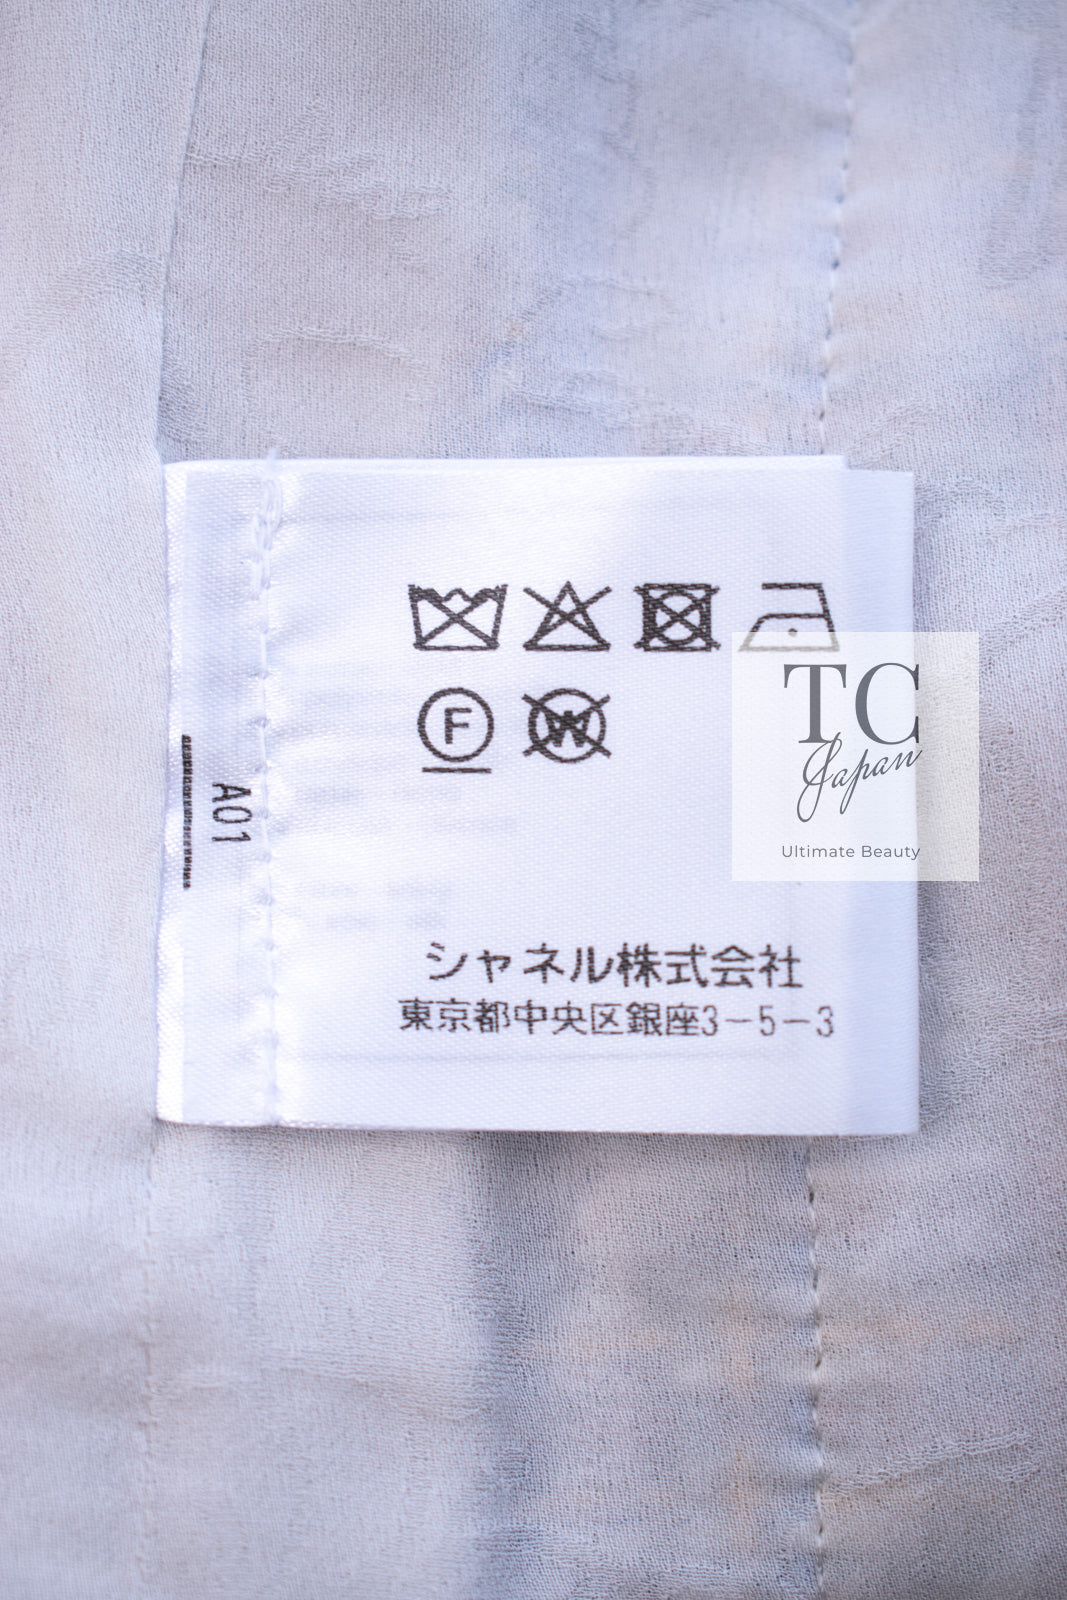 F
W
A01
TC
Japan
Ultimate Beauty
シャネル株式会社
東京都中央区銀座3－5－3